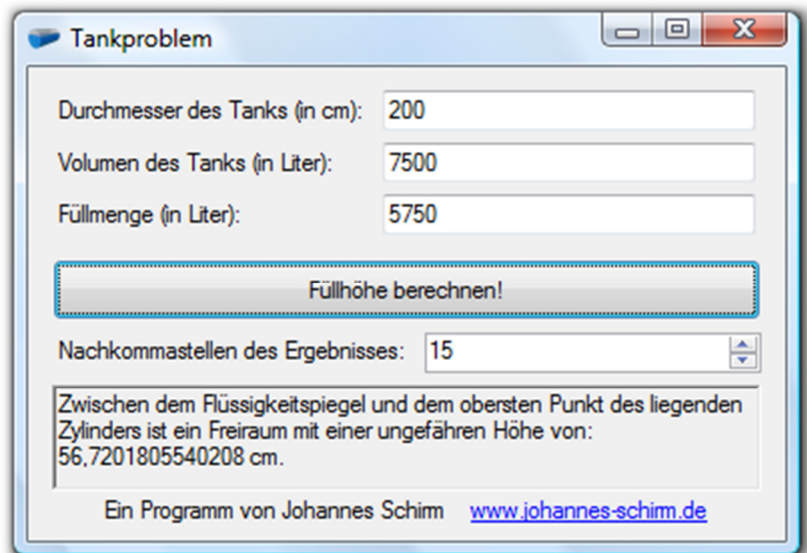 Tankproblem
Durchmesser des Tanks (in cm): 200
Volumen des Tanks (in Liter): 7500
Füllmenge (in Liter): 5750
Füllhöhe berechnen!
Nachkommastellen des Ergebnisses: 15
Zwischen dem Flüssigkeitspiegel und dem obersten Punkt des liegenden
Zylinders ist ein Freiraum mit einer ungefähren Höhe von:
56,7201805540208 cm.
Ein Programm von Johannes Schirm www.johannes-schirm.de